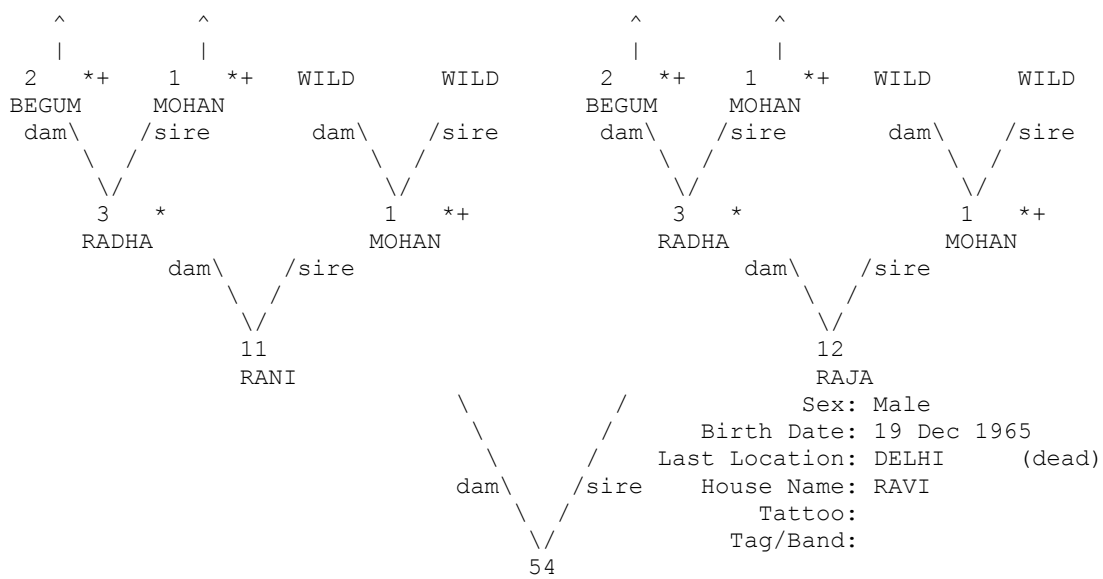 ^ ^ ^ ^
| | | |
2 *+ 1 *+ WILD WILD 2 *+ 1 *+ WILD WILD
BEGUM MOHAN BEGUM MOHAN
dam\ /sire dam\ /sire dam\ /sire dam\ /sire
\ / \ / \ / \ /
\/ \/ \/ \/
3 * 1 *+ 3 * 1 *+
RADHA MOHAN RADHA MOHAN
dam\ /sire dam\ /sire
\ / \ /
\/ \/
11 12
RANI RAJA
\ / Sex: Male
\ / Birth Date: 19 Dec 1965
\ / Last Location: DELHI (dead)
dam\ /sire House Name: RAVI
\ / Tattoo:
\/ Tag/Band:
54